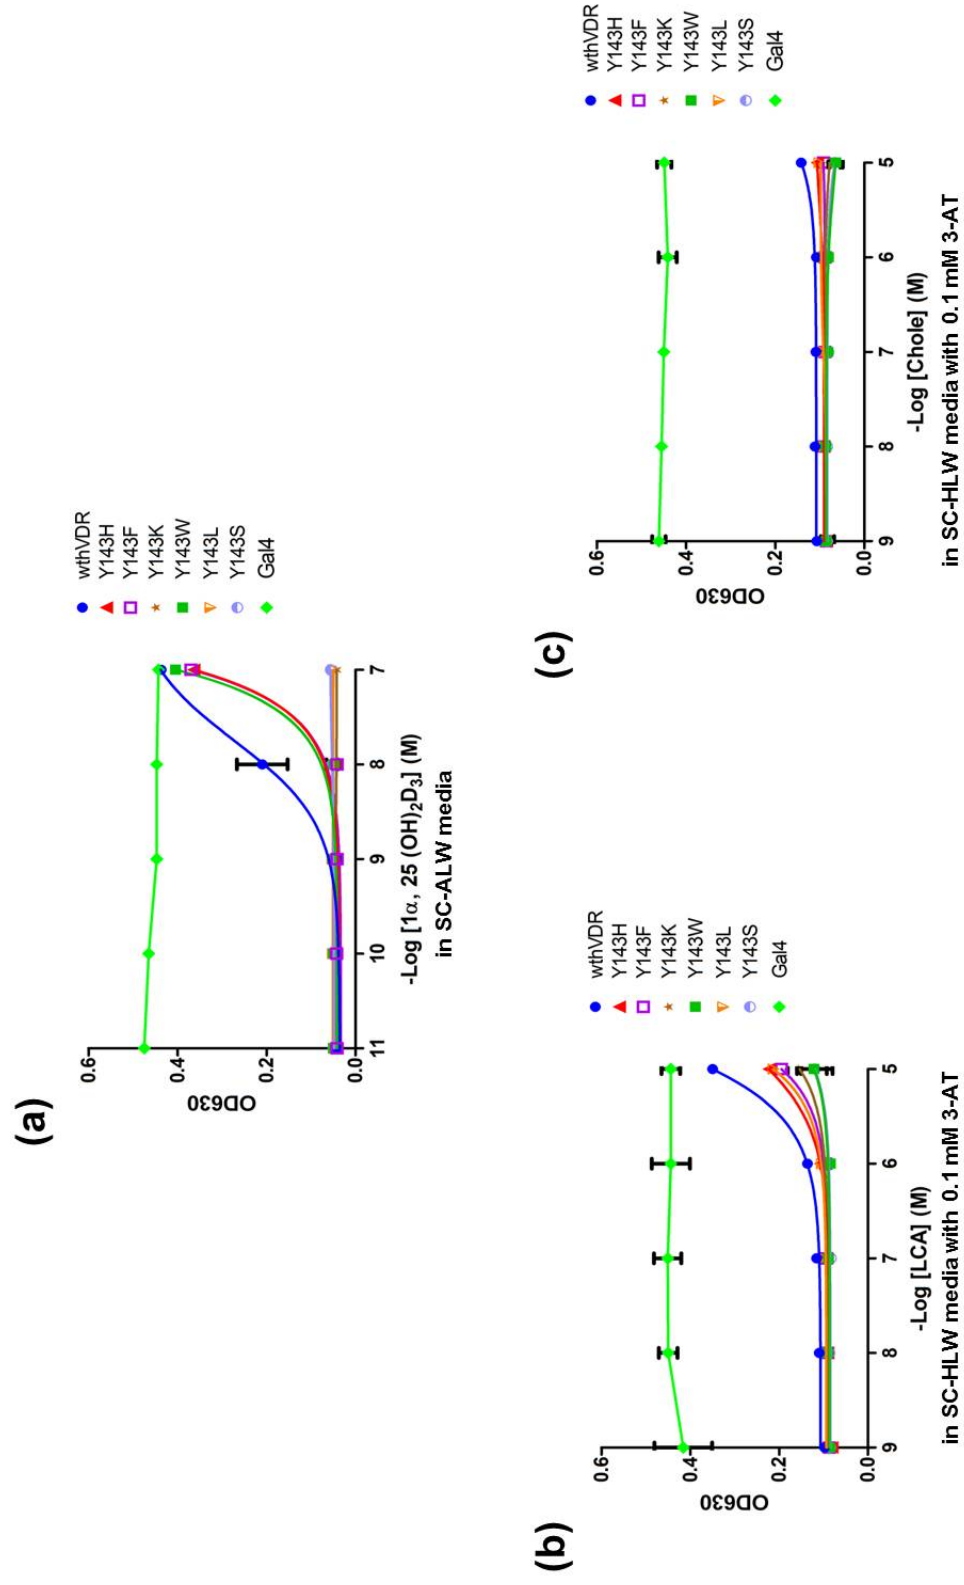 (a)
0.6
0.4
0.2
0.0
OD630
11
10
9
8
7
-Log [1α, 25 (OH)2D3] (M)
in SC-ALW media
wthVDR
Y143H
Y143F
Y143K
Y143W
Y143L
Y143S
Gal4
(b)
0.6
0.4
0.2
0.0
OD630
9
8
7
6
5
-Log [LCA] (M)
in SC-HLW media with 0.1 mM 3-AT
wthVDR
Y143H
Y143F
Y143K
Y143W
Y143L
Y143S
Gal4
(c)
0.6
0.4
0.2
0.0
OD630
9
8
7
6
5
-Log [Chole] (M)
in SC-HLW media with 0.1 mM 3-AT
wthVDR
Y143H
Y143F
Y143K
Y143W
Y143L
Y143S
Gal4